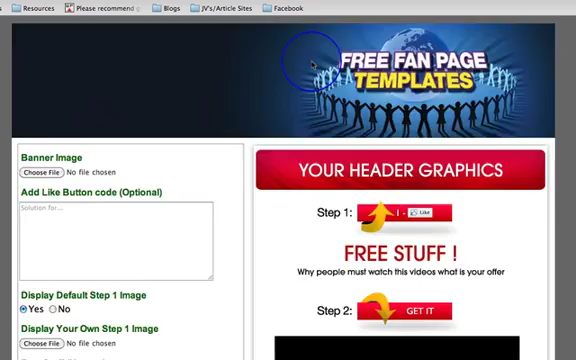 Resources
Please recommend
Blogs
JV's/Article Sites
Facebook
FREE FAN PAGE
TEMPLATES
Banner Image
Choose File No file chosen
Add Like Button code (Optional)
Solution for...
Display Default Step 1 Image
Yes No
Display Your Own Step 1 Image
Choose File No file chosen
YOUR HEADER GRAPHICS
Step 1:
Like
FREE STUFF !
Why people must watch this videos what is your offer
Step 2:
GET IT